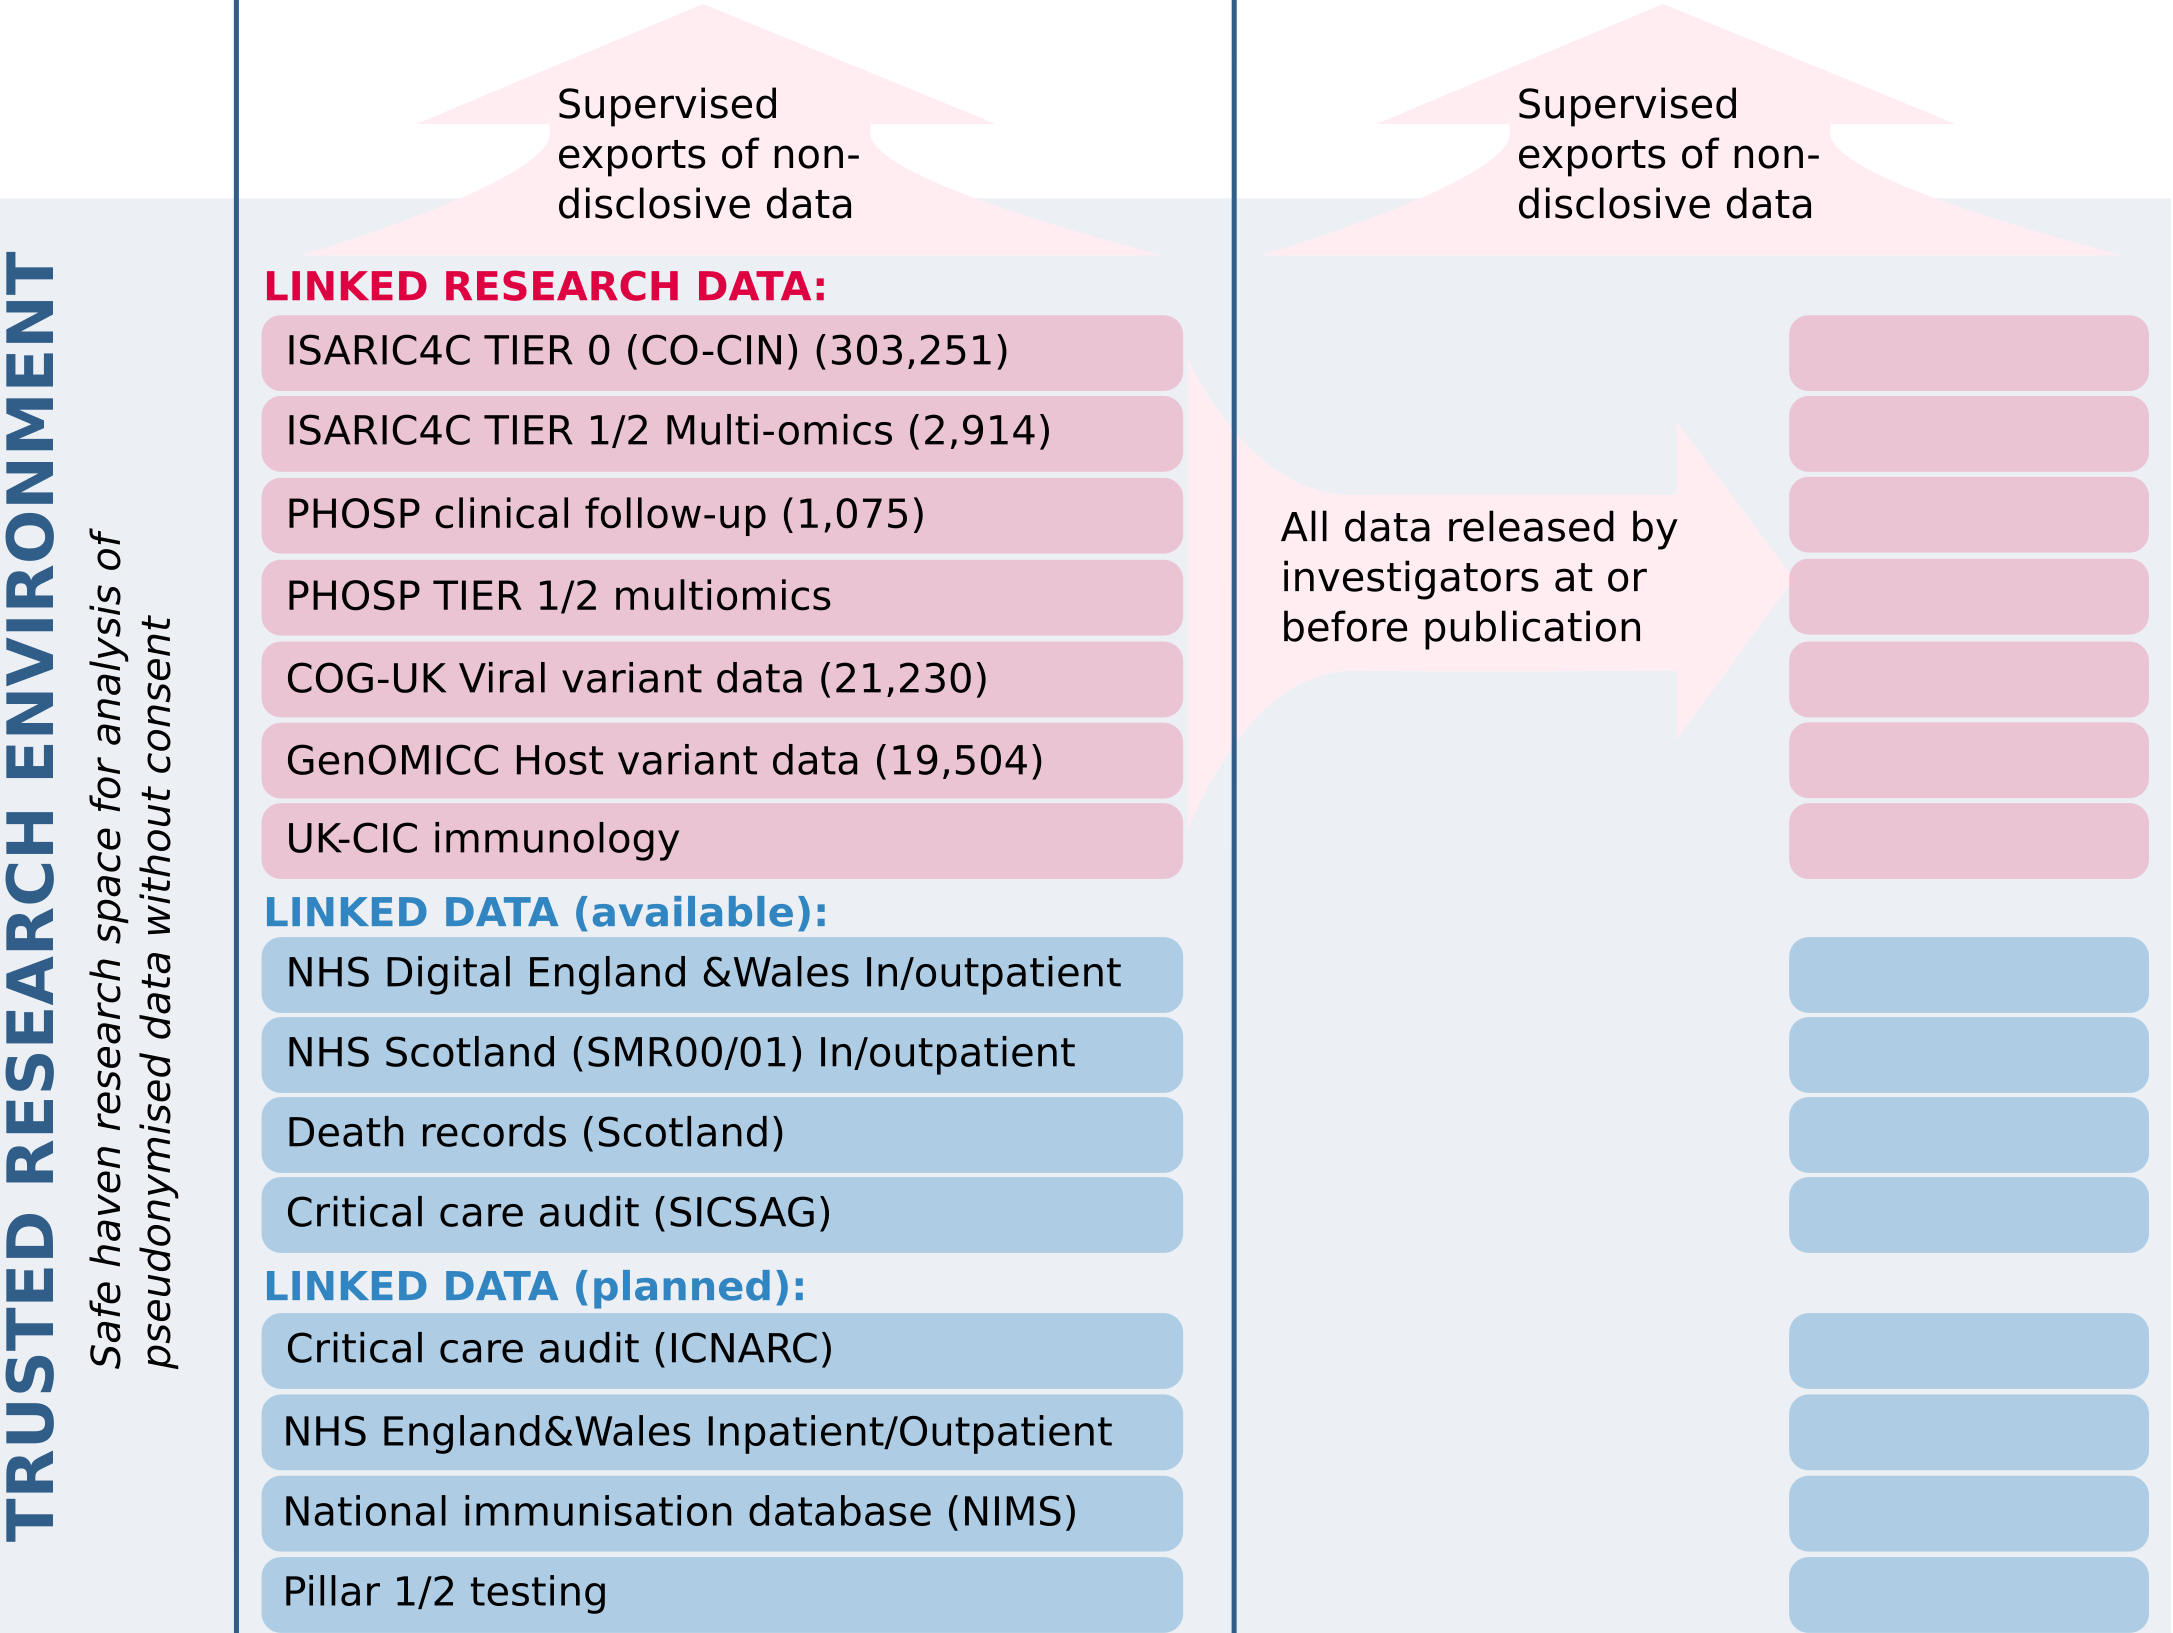 TRUSTED RESEARCH ENVIRONMENT
Safe haven research space for analysis of
pseudonymised data without consent
Supervised
exports of non-
disclosive data
LINKED RESEARCH DATA:
ISARIC4C TIER 0 (CO-CIN) (303,251)
ISARIC4C TIER 1/2 Multi-omics (2,914)
PHOSP clinical follow-up (1,075)
PHOSP TIER 1/2 multiomics
COG-UK Viral variant data (21,230)
GenOMICC Host variant data (19,504)
UK-CIC immunology
LINKED DATA (available):
NHS Digital England &Wales In/outpatient
NHS Scotland (SMR00/01) In/outpatient
Death records (Scotland)
Critical care audit (SICSAG)
LINKED DATA (planned):
Critical care audit (ICNARC)
NHS England&Wales Inpatient/Outpatient
National immunisation database (NIMS)
Pillar 1/2 testing
Supervised
exports of non-
disclosive data
All data released by
investigators at or
before publication